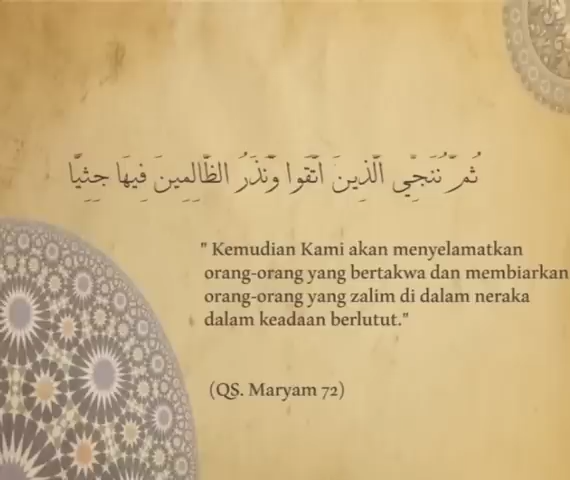 ثُمَّ نُنَجِّي الَّذِينَ اتَّقَوا وَّنَذَرُ الظَّالِمِينَ فِيهَا جِثِيًّا
" Kemudian Kami akan menyelamatkan
orang-orang yang bertakwa dan membiarkan
orang-orang yang zalim di dalam neraka
dalam keadaan berlutut."
(QS. Maryam 72)